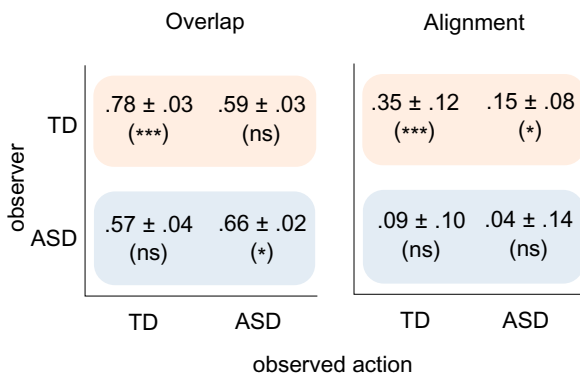 Overlap
Alignment
observer
TD
.78 ± .03 .59 ± .03
(***) (ns)
.35 ± .12 .15 ± .08
(***) (*)
ASD
.57 ± .04 .66 ± .02
(ns) (*)
.09 ± .10 .04 ± .14
(ns) (ns)
TD ASD
TD ASD
observed action